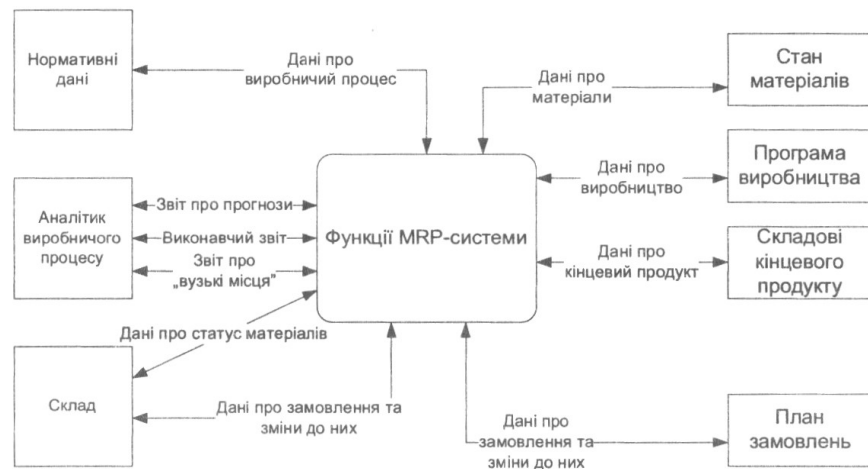 Нормативні
дані
Дані про
виробничий процес
Дані про
матеріали
Стан
матеріалів
Дані про
виробництво
Програма
виробництва
Аналітик
виробничого
процесу
Звіт про прогнози
Виконавчий звіт
Звіт про
„вузькі місця”
Функції MRP-системи
Дані про
кінцевий продукт
Складові
кінцевого
продукту
Дані про статус матеріалів
Склад
Дані про замовлення та
зміни до них
Дані про
замовлення та
зміни до них
План
замовлень